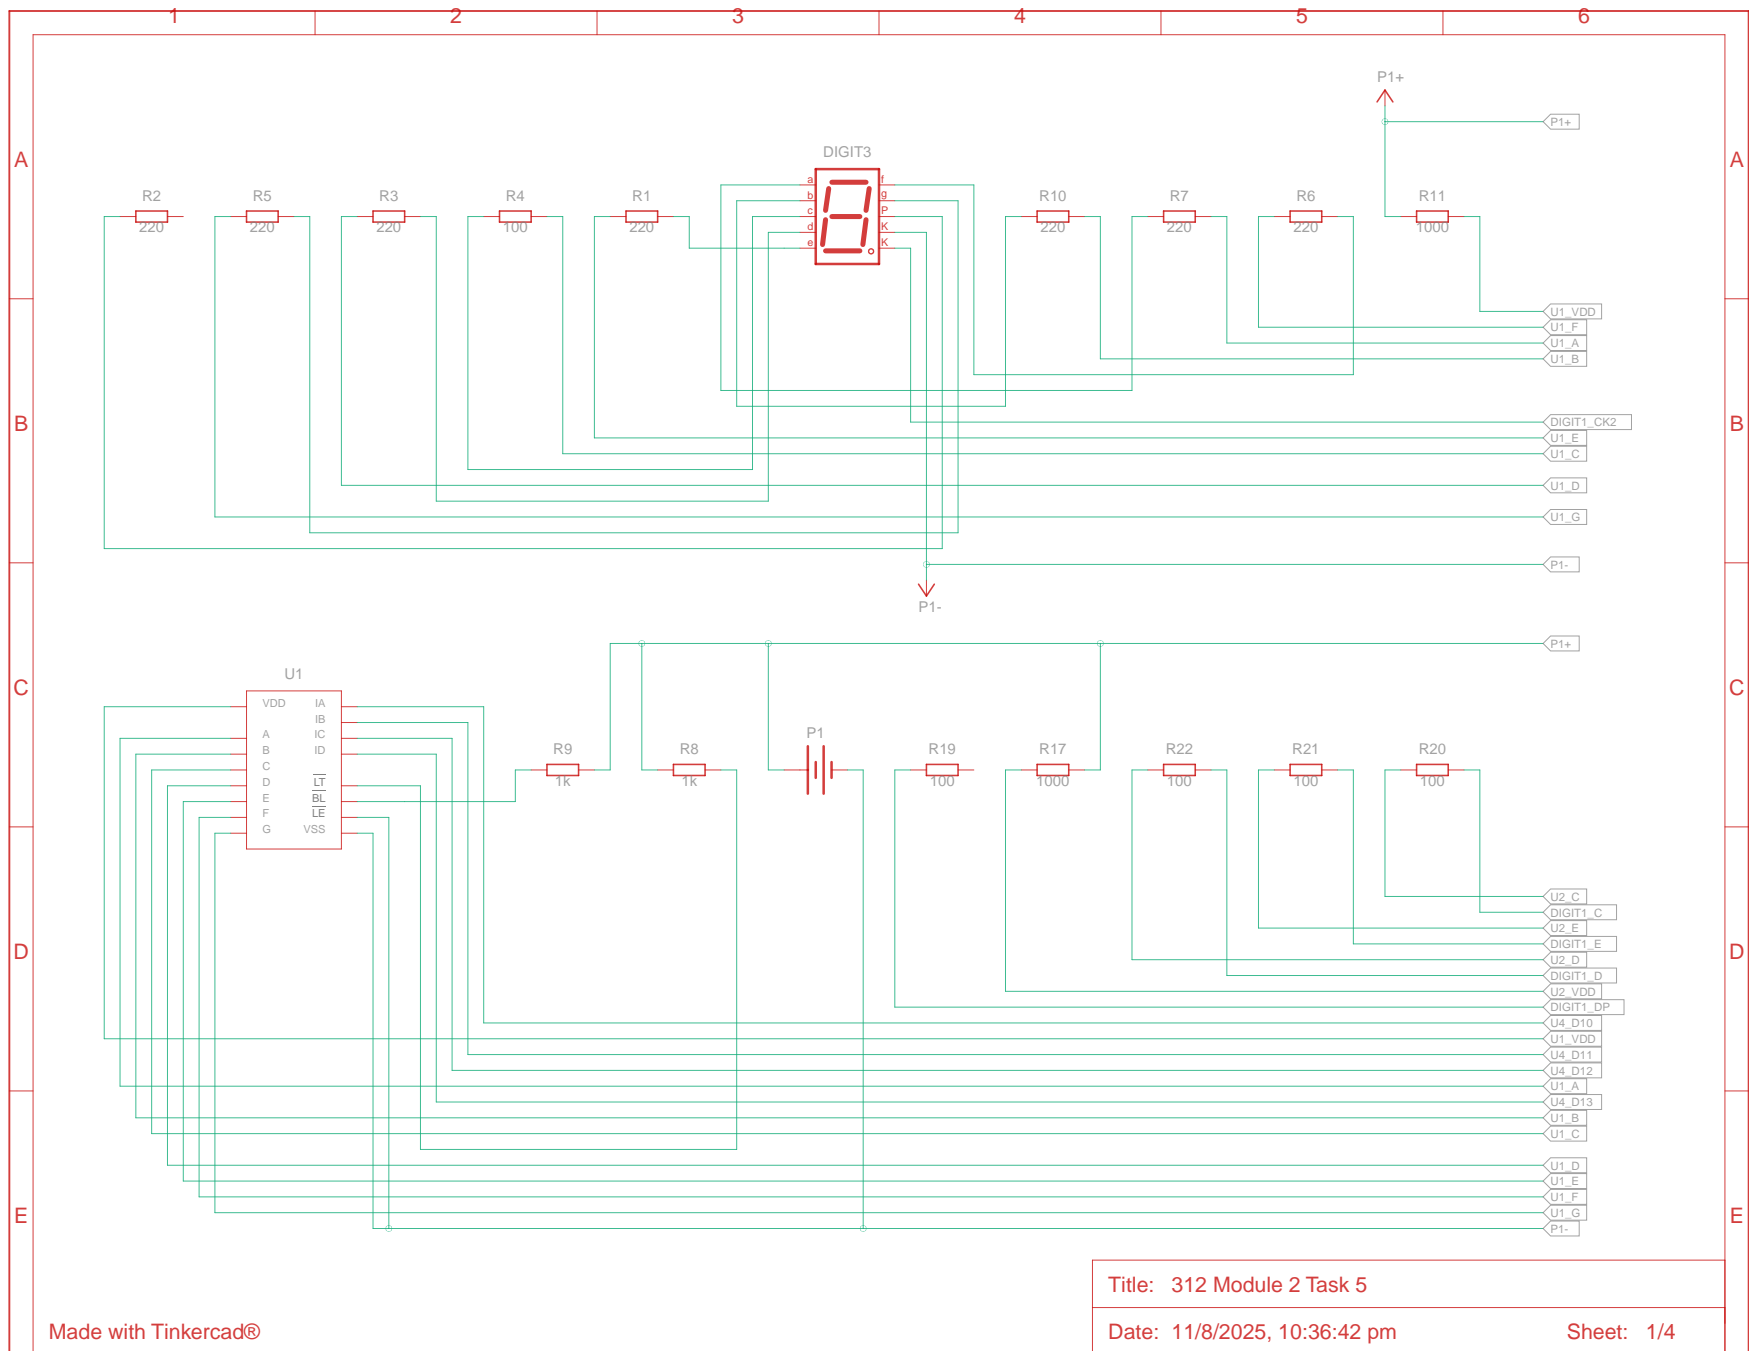 1 2 3 4 5 6
P1+
P1+
A A
DIGIT3
R2 R5 R3 R4 R1 R10 R7 R6 R11
220 220 220 100 220 220 220 220 1000
a f
b g
c P
d K
e K
U1_VDD
U1_F
U1_A
U1_B
B B
DIGIT1_CK2
U1_E
U1_C
U1_D
U1_G
P1-
P1-
P1+
C C
U1
VDD IA
IB
A IC
B ID
C
D LT
E BL
F LE
G VSS
R9 R8 P1 R19 R17 R22 R21 R20
1k 1k 100 1000 100 100 100
U2_C
DIGIT1_C
U2_E
DIGIT1_E
D D
U2_D
DIGIT1_D
U2_VDD
DIGIT1_DP
U4_D10
U1_VDD
U4_D11
U4_D12
U1_A
U4_D13
U1_B
U1_C
U1_D
U1_E
U1_F
E E
U1_G
P1-
Title: 312 Module 2 Task 5
Made with Tinkercad®
Date: 11/8/2025, 10:36:42 pm Sheet: 1/4